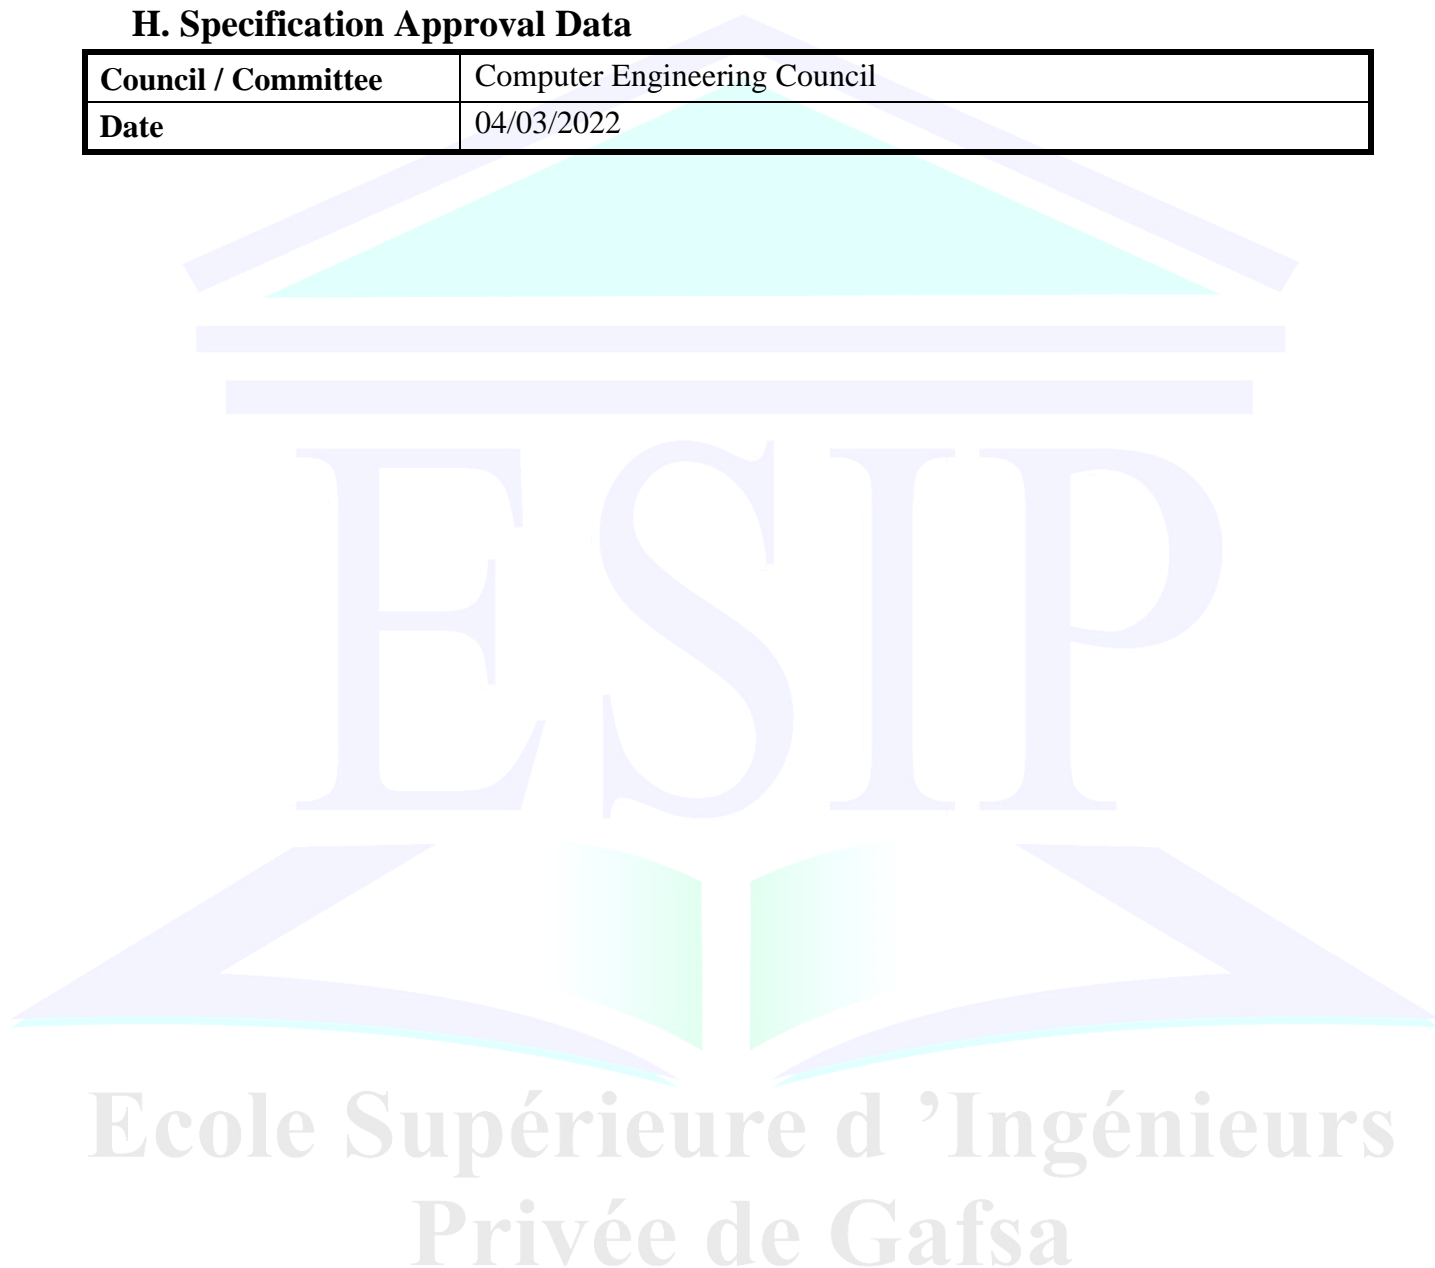 H. Specification Approval Data
Council / Committee Computer Engineering Council
Date 04/03/2022
ESIP
Ecole Supérieure d ’Ingénieurs
Privée de Gafsa